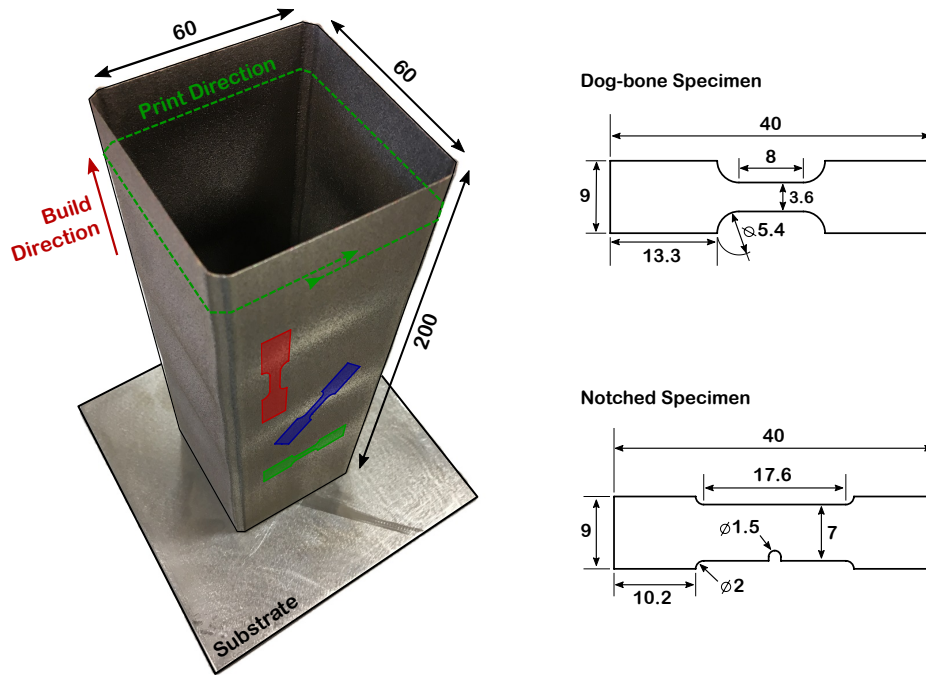 60
60
Print Direction
Build
Direction
200
Substrate
Dog-bone Specimen
40
8
9
3.6
⌀5.4
13.3
Notched Specimen
40
17.6
⌀1.5
9
7
10.2
⌀2